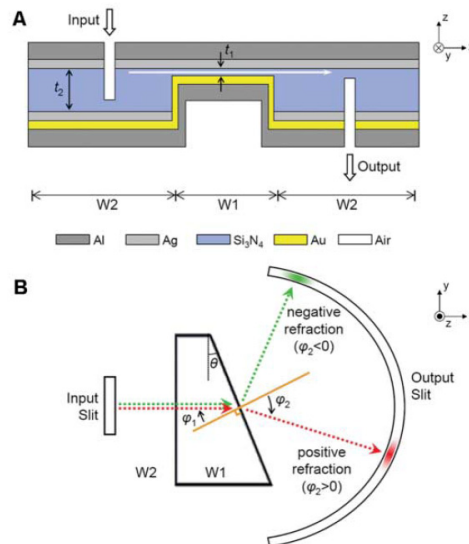 A
Input
t1
t2
z
y
x
Output
W2
W1
W2
Al
Ag
Si3N4
Au
Air
B
y
z
negative
refraction
(φ2<0)
θ
Output
Slit
Input
Slit
φ1
φ2
W2
W1
positive
refraction
(φ2>0)